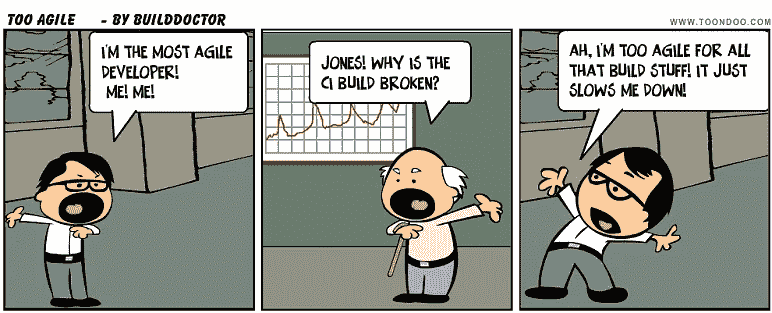 TOO AGILE - BY BUILDDOCTOR
WWW.TOONDOO.COM
I'M THE MOST AGILE
DEVELOPER!
ME! ME!
JONES! WHY IS THE
CI BUILD BROKEN?
AH, I'M TOO AGILE FOR ALL
THAT BUILD STUFF! IT JUST
SLOWS ME DOWN!